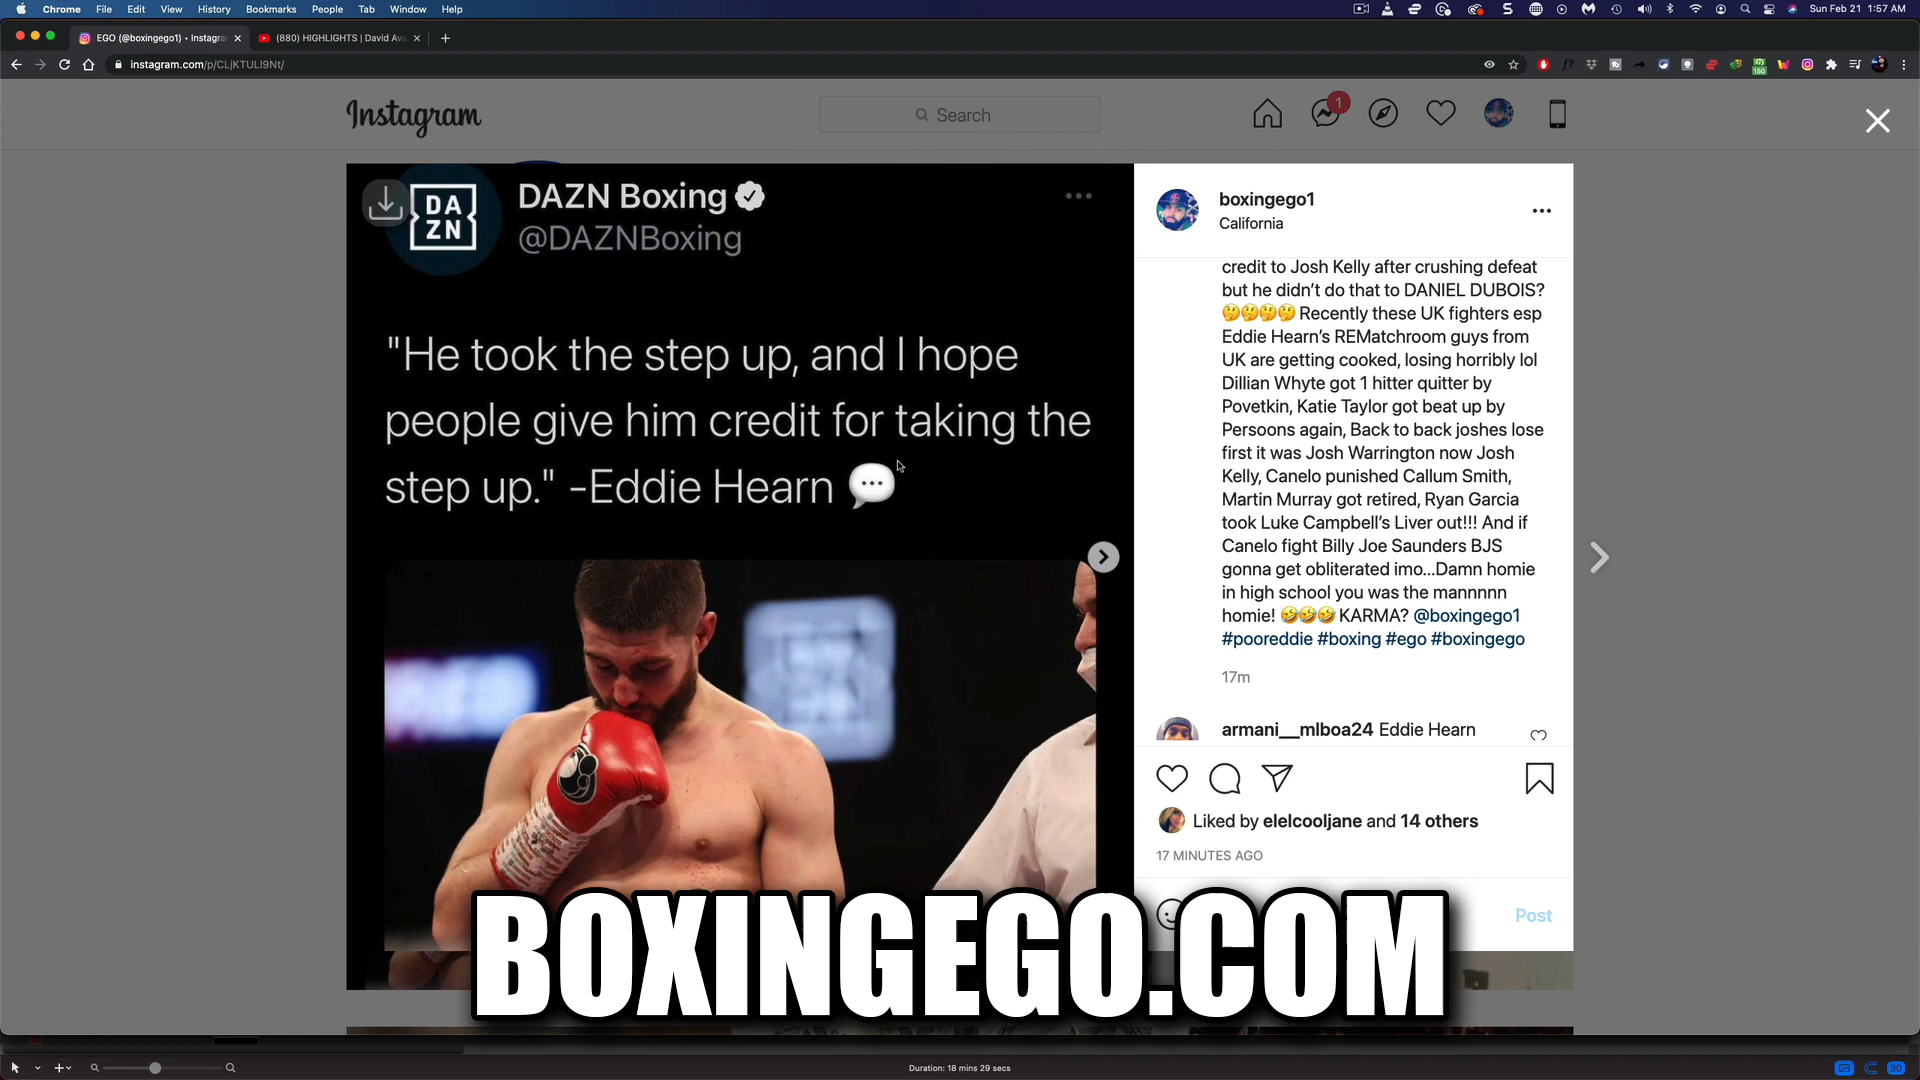 Chrome File Edit View History Bookmarks People Tab Window Help
Sun Feb 21 1:57 AM
EGO (@boxingego1) • Instagra
(880) HIGHLIGHTS | David Ava
instagram.com/p/CLjKTULl9Nt/
150
Instagram
Search
1
DA
ZN
DAZN Boxing
@DAZNBoxing
"He took the step up, and I hope
people give him credit for taking the
step up." -Eddie Hearn 💬
boxingego1
California
credit to Josh Kelly after crushing defeat
but he didn’t do that to DANIEL DUBOIS?
🤔🤔🤔🤔 Recently these UK fighters esp
Eddie Hearn’s REMatchroom guys from
UK are getting cooked, losing horribly lol
Dillian Whyte got 1 hitter quitter by
Povetkin, Katie Taylor got beat up by
Persoons again, Back to back joshes lose
first it was Josh Warrington now Josh
Kelly, Canelo punished Callum Smith,
Martin Murray got retired, Ryan Garcia
took Luke Campbell’s Liver out!!! And if
Canelo fight Billy Joe Saunders BJS
gonna get obliterated imo...Damn homie
in high school you was the mannnnn
homie! 🤣🤣🤣 KARMA? @boxingego1
#pooreddie #boxing #ego #boxingego
17m
armani__mlboa24 Eddie Hearn
Liked by elelcooljane and 14 others
17 MINUTES AGO
Post
BOXINGEGO.COM
Duration: 18 mins 29 secs
30